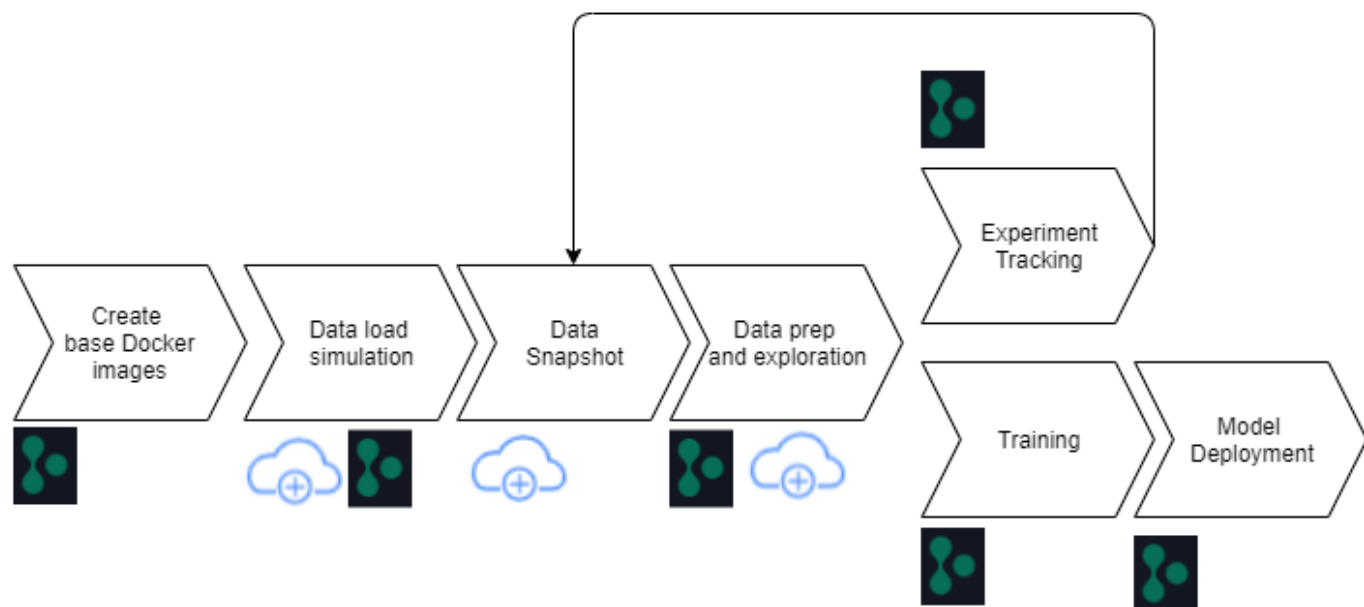 Create
base Docker
images
Data load
simulation
Data
Snapshot
Data prep
and exploration
Experiment
Tracking
Training
Model
Deployment